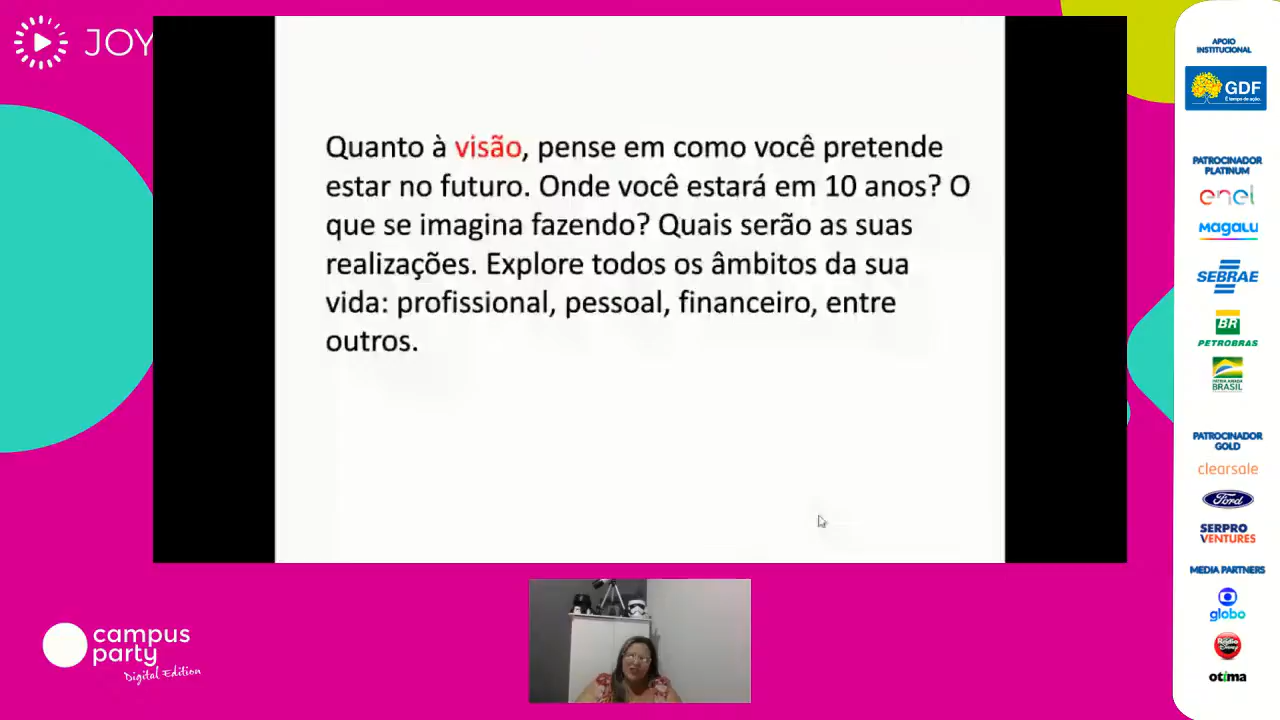 JOY
Quanto à visão, pense em como você pretende
estar no futuro. Onde você estará em 10 anos? O
que se imagina fazendo? Quais serão as suas
realizações. Explore todos os âmbitos da sua
vida: profissional, pessoal, financeiro, entre
outros.
campus
party
Digital Edition
APOIO
INSTITUCIONAL
GDF
É tempo de ação.
PATROCINADOR
PLATINUM
enel
Magalu
SEBRAE
BR
PETROBRAS
PÁTRIA AMADA
BRASIL
PATROCINADOR
GOLD
clearsale
Ford
SERPRO
VENTURES
MEDIA PARTNERS
globo
Rádio
Disney
otima